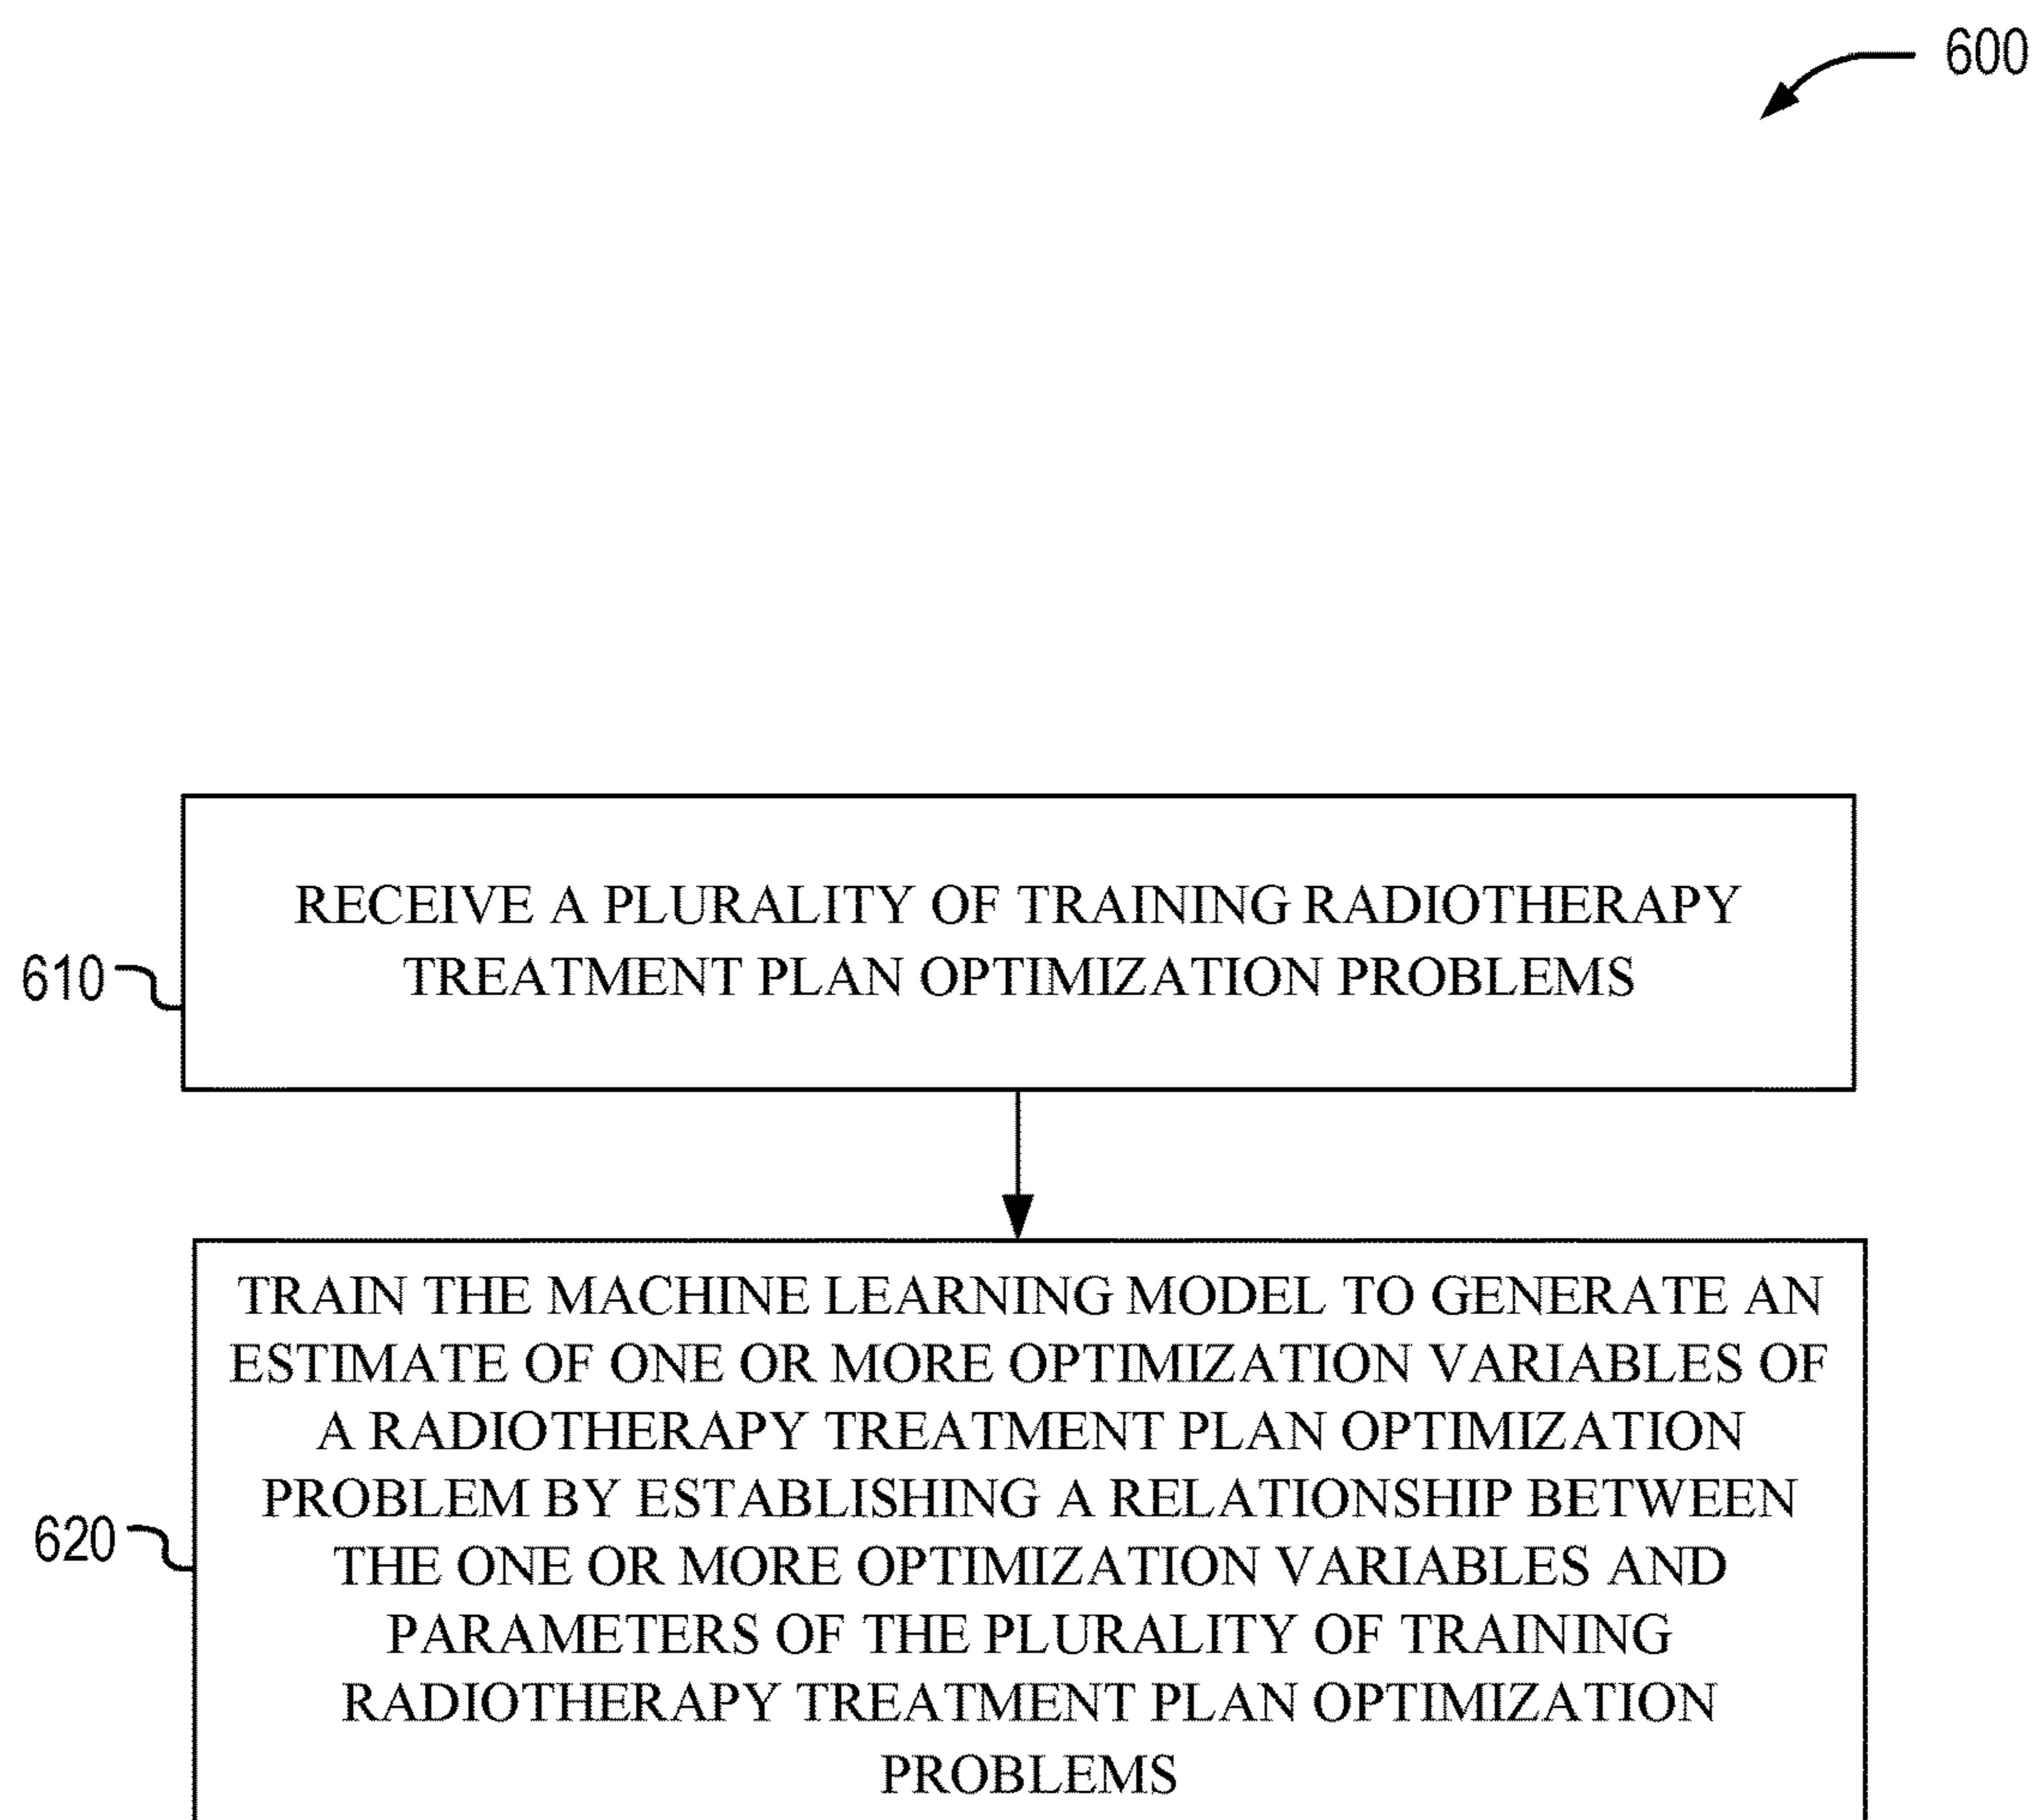 600
RECEIVE A PLURALITY OF TRAINING RADIOTHERAPY
TREATMENT PLAN OPTIMIZATION PROBLEMS
610
TRAIN THE MACHINE LEARNING MODEL TO GENERATE AN
ESTIMATE OF ONE OR MORE OPTIMIZATION VARIABLES OF
A RADIOTHERAPY TREATMENT PLAN OPTIMIZATION
PROBLEM BY ESTABLISHING A RELATIONSHIP BETWEEN
THE ONE OR MORE OPTIMIZATION VARIABLES AND
PARAMETERS OF THE PLURALITY OF TRAINING
RADIOTHERAPY TREATMENT PLAN OPTIMIZATION
PROBLEMS
620